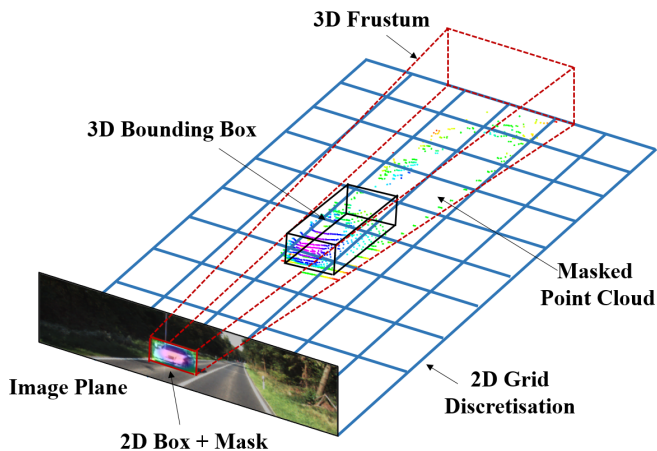 3D Frustum
3D Bounding Box
Masked
Point Cloud
Image Plane
2D Grid
Discretisation
2D Box + Mask